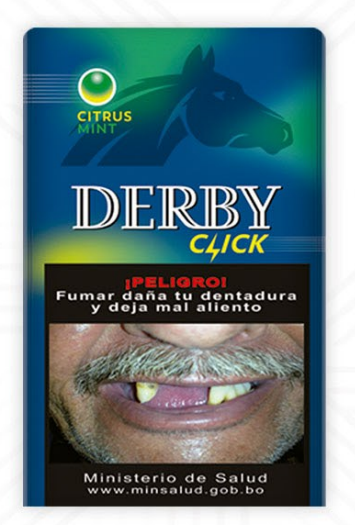 CITRUS
MINT
DERBY
CLICK
¡PELIGRO!
Fumar daña tu dentadura
y deja mal aliento
Ministerio de Salud
www.minsalud.gob.bo